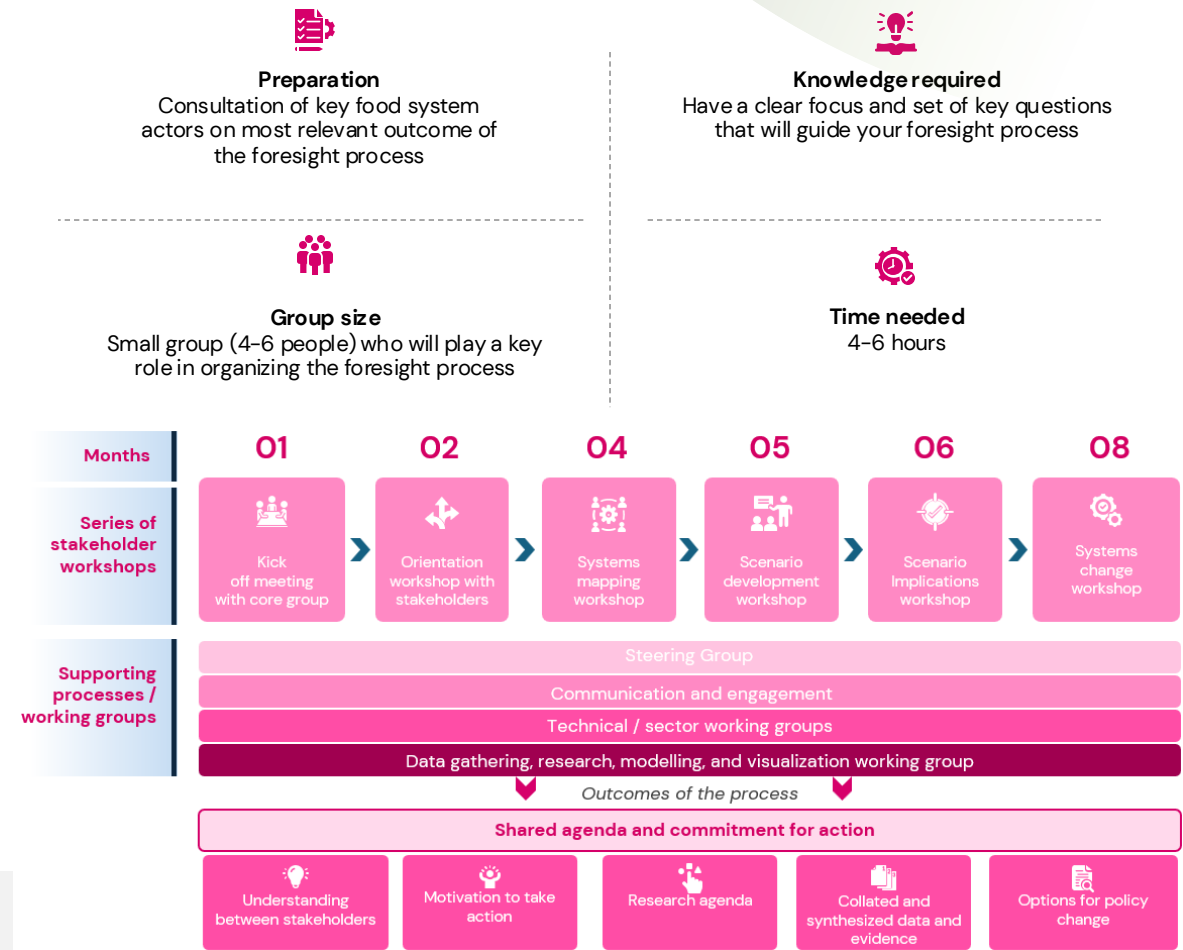 Preparation
Consultation of key food system
actors on most relevant outcome of
the foresight process
Knowledge required
Have a clear focus and set of key questions
that will guide your foresight process
Group size
Small group (4-6 people) who will play a key
role in organizing the foresight process
Time needed
4-6 hours
Months
01
02
04
05
06
08
Series of
stakeholder
workshops
Kick
off meeting
with core group
Orientation
workshop with
stakeholders
Systems
mapping
workshop
Scenario
development
workshop
Scenario
Implications
workshop
Systems
change
workshop
Supporting
processes /
working groups
Steering Group
Communication and engagement
Technical / sector working groups
Data gathering, research, modelling, and visualization working group
Outcomes of the process
Shared agenda and commitment for action
Understanding
between stakeholders
Motivation to take
action
Research agenda
Collated and
synthesized data and
evidence
Options for policy
change